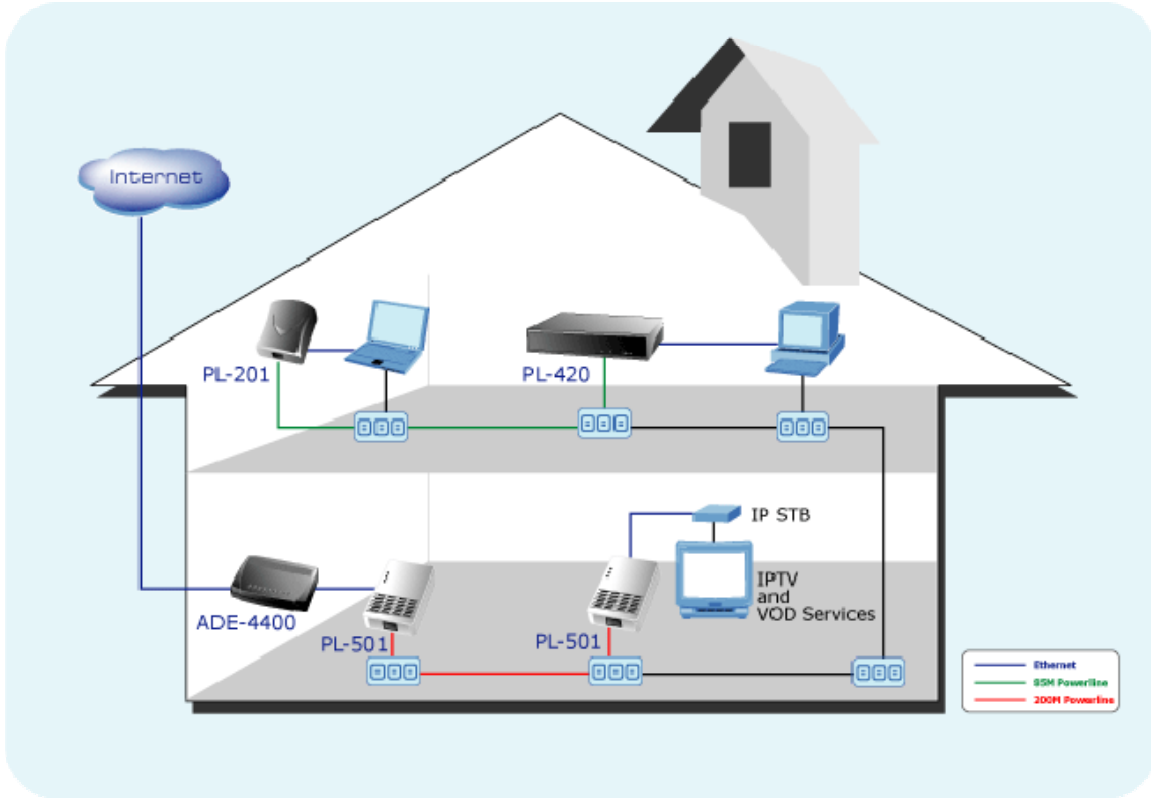 Internet
PL-201
PL-420
IP STB
IPTV
and
VOD Services
ADE-4400
PL-501
PL-501
Ethernet
85M Powerline
200M Powerline